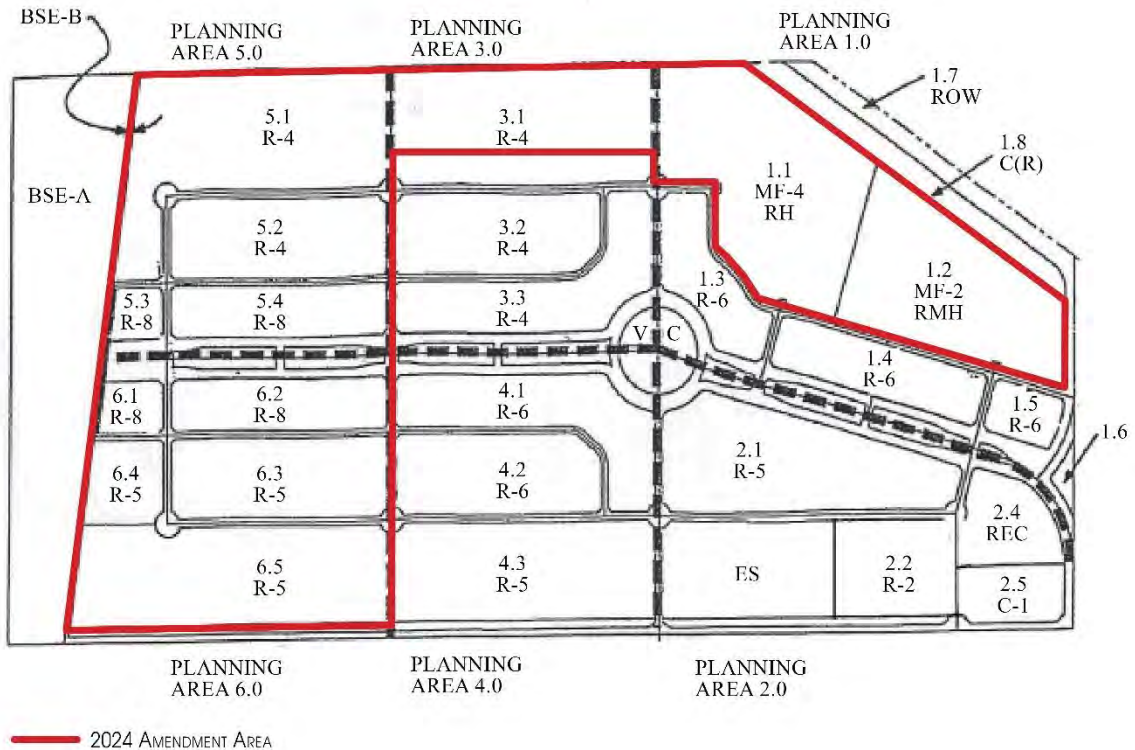 BSE-B
PLANNING
AREA 5.0
PLANNING
AREA 3.0
PLANNING
AREA 1.0
1.7
ROW
1.8
C(R)
5.1
R-4
3.1
R-4
1.1
MF-4
RH
BSE-A
5.2
R-4
3.2
R-4
1.2
MF-2
RMH
1.3
R-6
5.3
R-8
5.4
R-8
3.3
R-4
V C
1.4
R-6
6.1
R-8
6.2
R-8
4.1
R-6
1.5
R-6
1.6
6.4
R-5
6.3
R-5
4.2
R-6
2.1
R-5
2.4
REC
6.5
R-5
4.3
R-5
ES
2.2
R-2
2.5
C-1
PLANNING
AREA 6.0
PLANNING
AREA 4.0
PLANNING
AREA 2.0
2024 AMENDMENT AREA